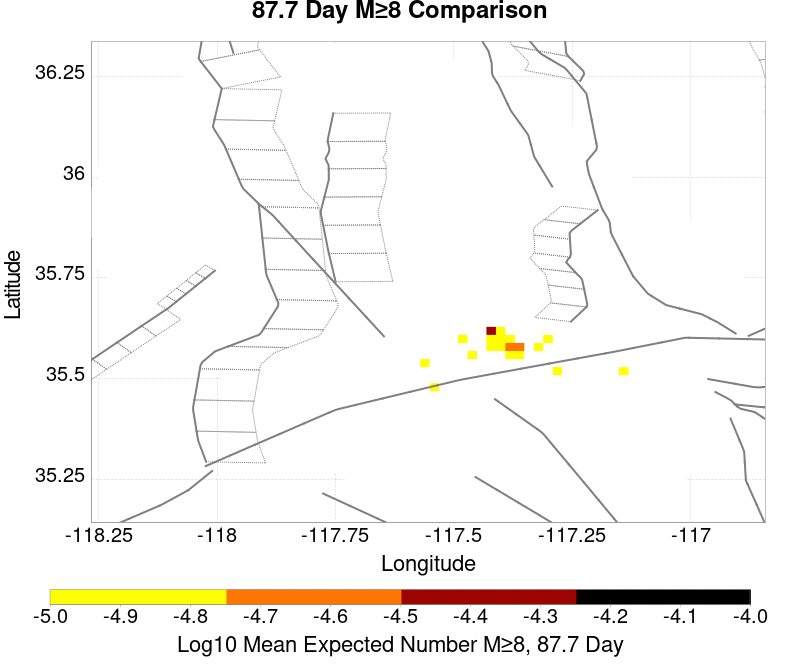 87.7 Day M≥8 Comparison
36.25
36
35.75
35.5
35.25
Latitude
-118.25 -118 -117.75 -117.5 -117.25 -117
Longitude
-5.0 -4.9 -4.8 -4.7 -4.6 -4.5 -4.4 -4.3 -4.2 -4.1 -4.0
Log10 Mean Expected Number M≥8, 87.7 Day